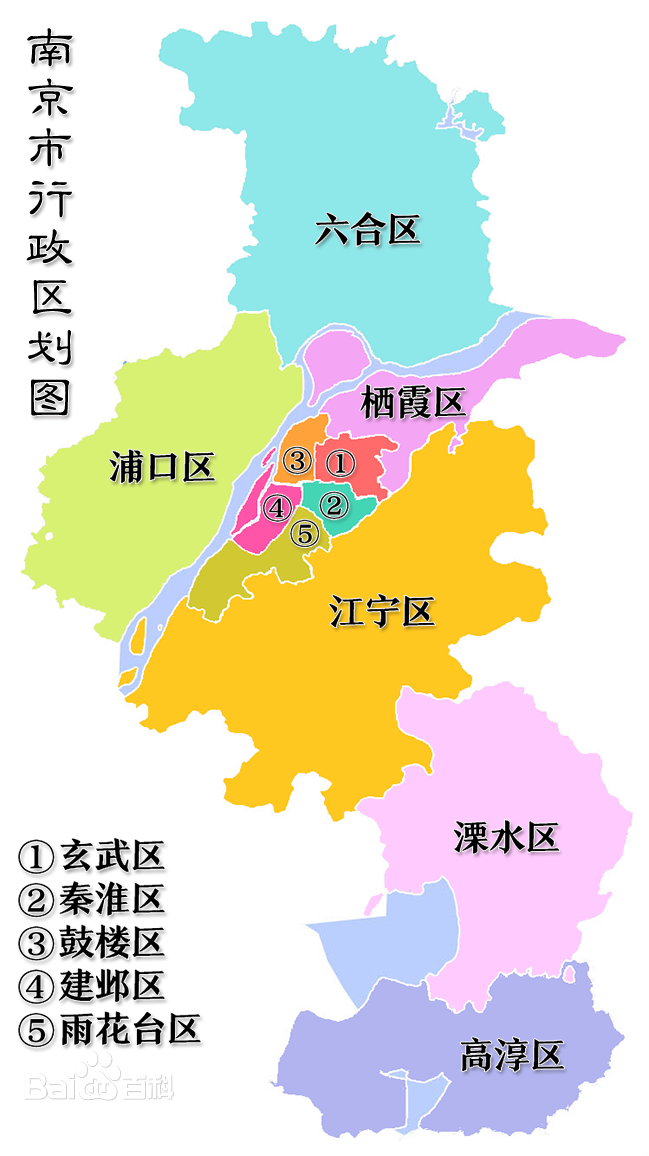 南京市行政区划图
六合区
栖霞区
浦口区
③
①
④
②
⑤
江宁区
溧水区
①玄武区
②秦淮区
③鼓楼区
④建邺区
⑤雨花台区
高淳区
Bai百科